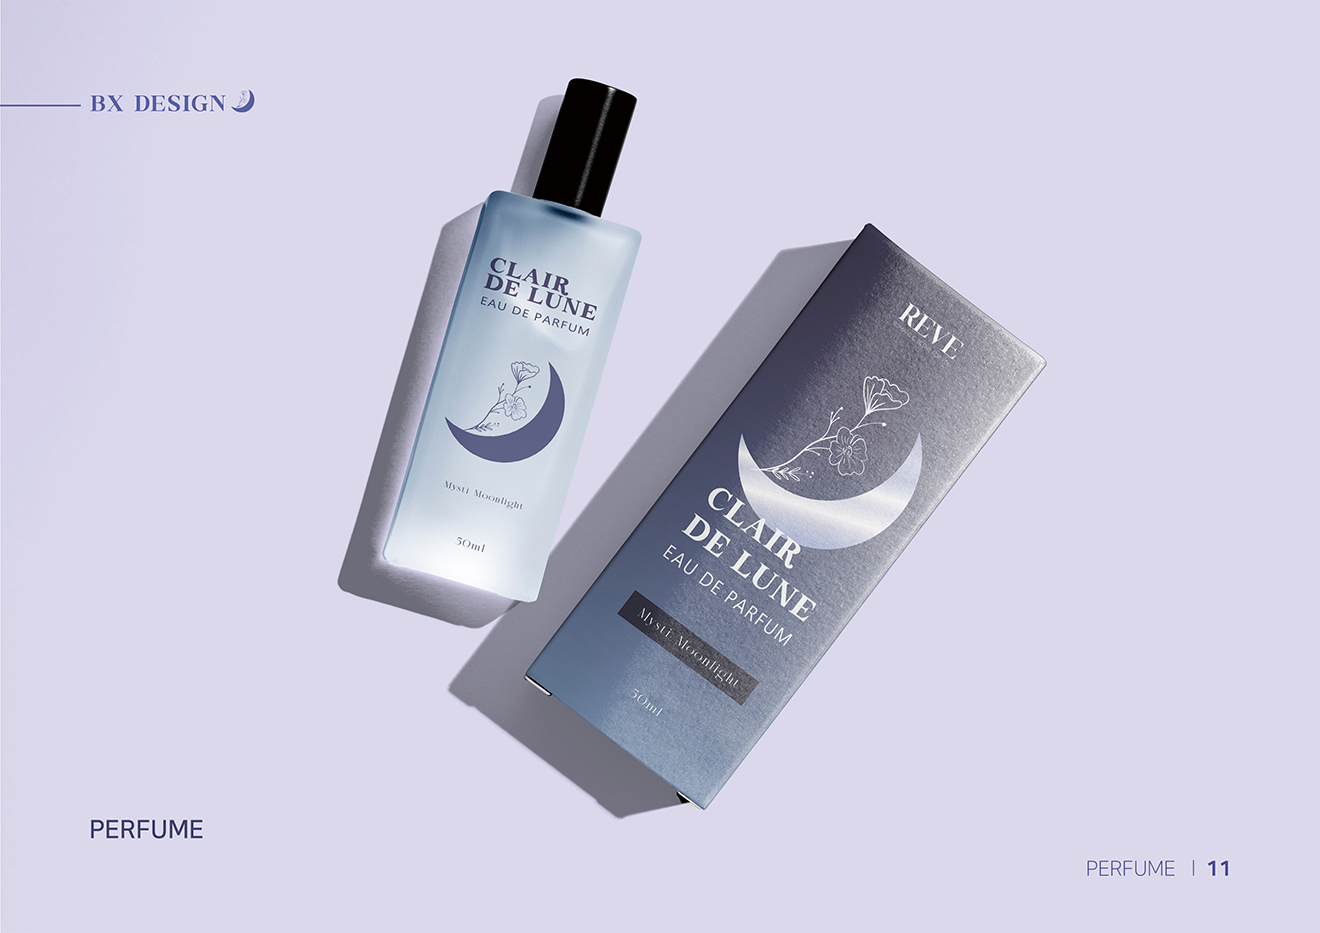 BX DESIGN
CLAIR
DE LUNE
EAU DE PARFUM
Mysti Moonlight
50ml
REVE
CLAIR
DE LUNE
EAU DE PARFUM
Mysti Moonlight
50ml
PERFUME
PERFUME | 11